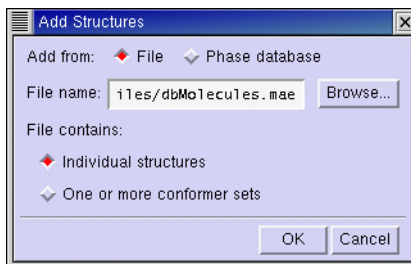 Add Structures
Add from: File Phase database
File name: iles/dbMolecules.mae Browse...
File contains:
Individual structures
One or more conformer sets
OK Cancel